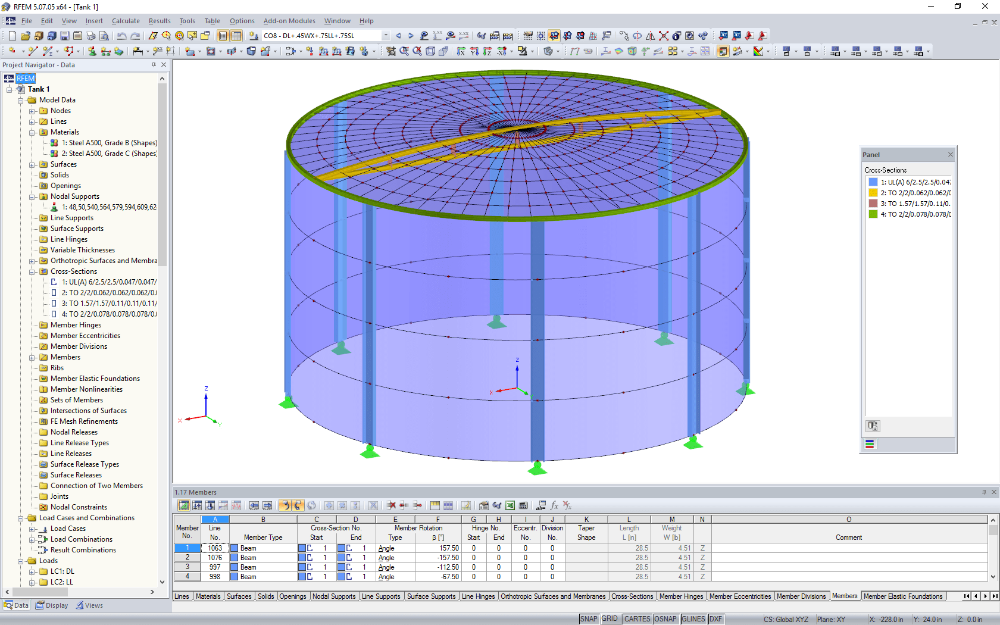 RFEM 5.07.05 x64 - [Tank 1]
File Edit View Insert Calculate Results Tools Table Options Add-on Modules Window Help
CO8 - DL+.45WX+.75LL+.75SL
Project Navigator - Data
RFEM
Tank 1
Model Data
Nodes
Lines
Materials
1: Steel A500, Grade B (Shapes)
2: Steel A500, Grade C (Shapes)
Surfaces
Solids
Openings
Nodal Supports
1: 48,50,540,564,579,594,609,624
Line Supports
Surface Supports
Line Hinges
Variable Thicknesses
Orthotropic Surfaces and Membra
Cross-Sections
1: UL(A) 6/2.5/2.5/0.047/0.047/
2: TO 2/2/0.062/0.062/0.062/0.0
3: TO 1.57/1.57/0.11/0.11/0.11/
4: TO 2/2/0.078/0.078/0.078/0.0
Member Hinges
Member Eccentricities
Member Divisions
Members
Ribs
Member Elastic Foundations
Member Nonlinearities
Sets of Members
Intersections of Surfaces
FE Mesh Refinements
Nodal Releases
Line Release Types
Line Releases
Surface Release Types
Surface Releases
Connection of Two Members
Joints
Nodal Constraints
Load Cases and Combinations
Load Cases
Load Combinations
Result Combinations
Loads
LC1: DL
LC2: LL
Data Display Views
Z
X
Y
Z
X
Panel
Cross-Sections
1: UL(A) 6/2.5/2.5/0.047
2: TO 2/2/0.062/0.062/0
3: TO 1.57/1.57/0.11/0.
4: TO 2/2/0.078/0.078/0
1.17 Members
A B C D E F G H I J K L M N O
Member Line Cross-Section No. Member Rotation Hinge No. Eccentr. Division Taper Length Weight
No. No. Member Type Start End Type β [°] Start End No. No. Shape L [in] W [lb] Comment
1 1063 Beam 1 1 Angle 157.50 0 0 0 0 28.5 4.51 Z
2 1076 Beam 1 1 Angle -157.50 0 0 0 0 28.5 4.51 Z
3 997 Beam 1 1 Angle -112.50 0 0 0 0 28.5 4.51 Z
4 998 Beam 1 1 Angle -67.50 0 0 0 0 28.5 4.51 Z
Lines Materials Surfaces Solids Openings Nodal Supports Line Supports Surface Supports Line Hinges Orthotropic Surfaces and Membranes Cross-Sections Member Hinges Member Eccentricities Member Divisions Members Member Elastic Foundations
SNAP GRID CARTES OSNAP GLINES DXF CS: Global XYZ Plane: XY X: -228.0 in Y: 24.0 in Z: 0.0 in